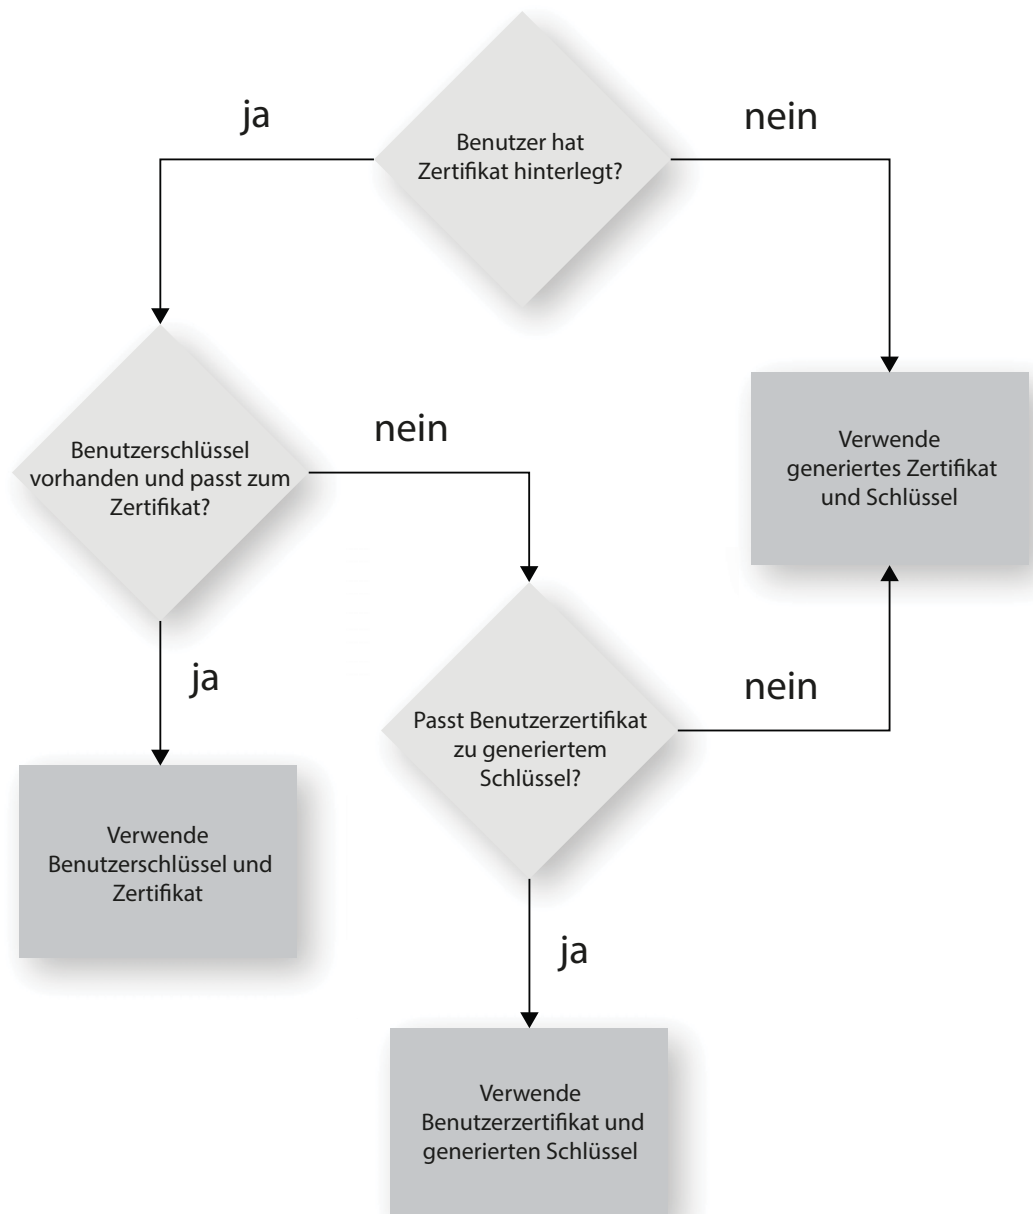 ja
nein
Benutzer hat
Zertifikat hinterlegt?
Benutzerschlüssel
vorhanden und passt zum
Zertifikat?
nein
Verwende
generiertes Zertifikat
und Schlüssel
ja
nein
Passt Benutzerzertifikat
zu generiertem
Schlüssel?
Verwende
Benutzerschlüssel und
Zertifikat
ja
Verwende
Benutzerzertifikat und
generierten Schlüssel